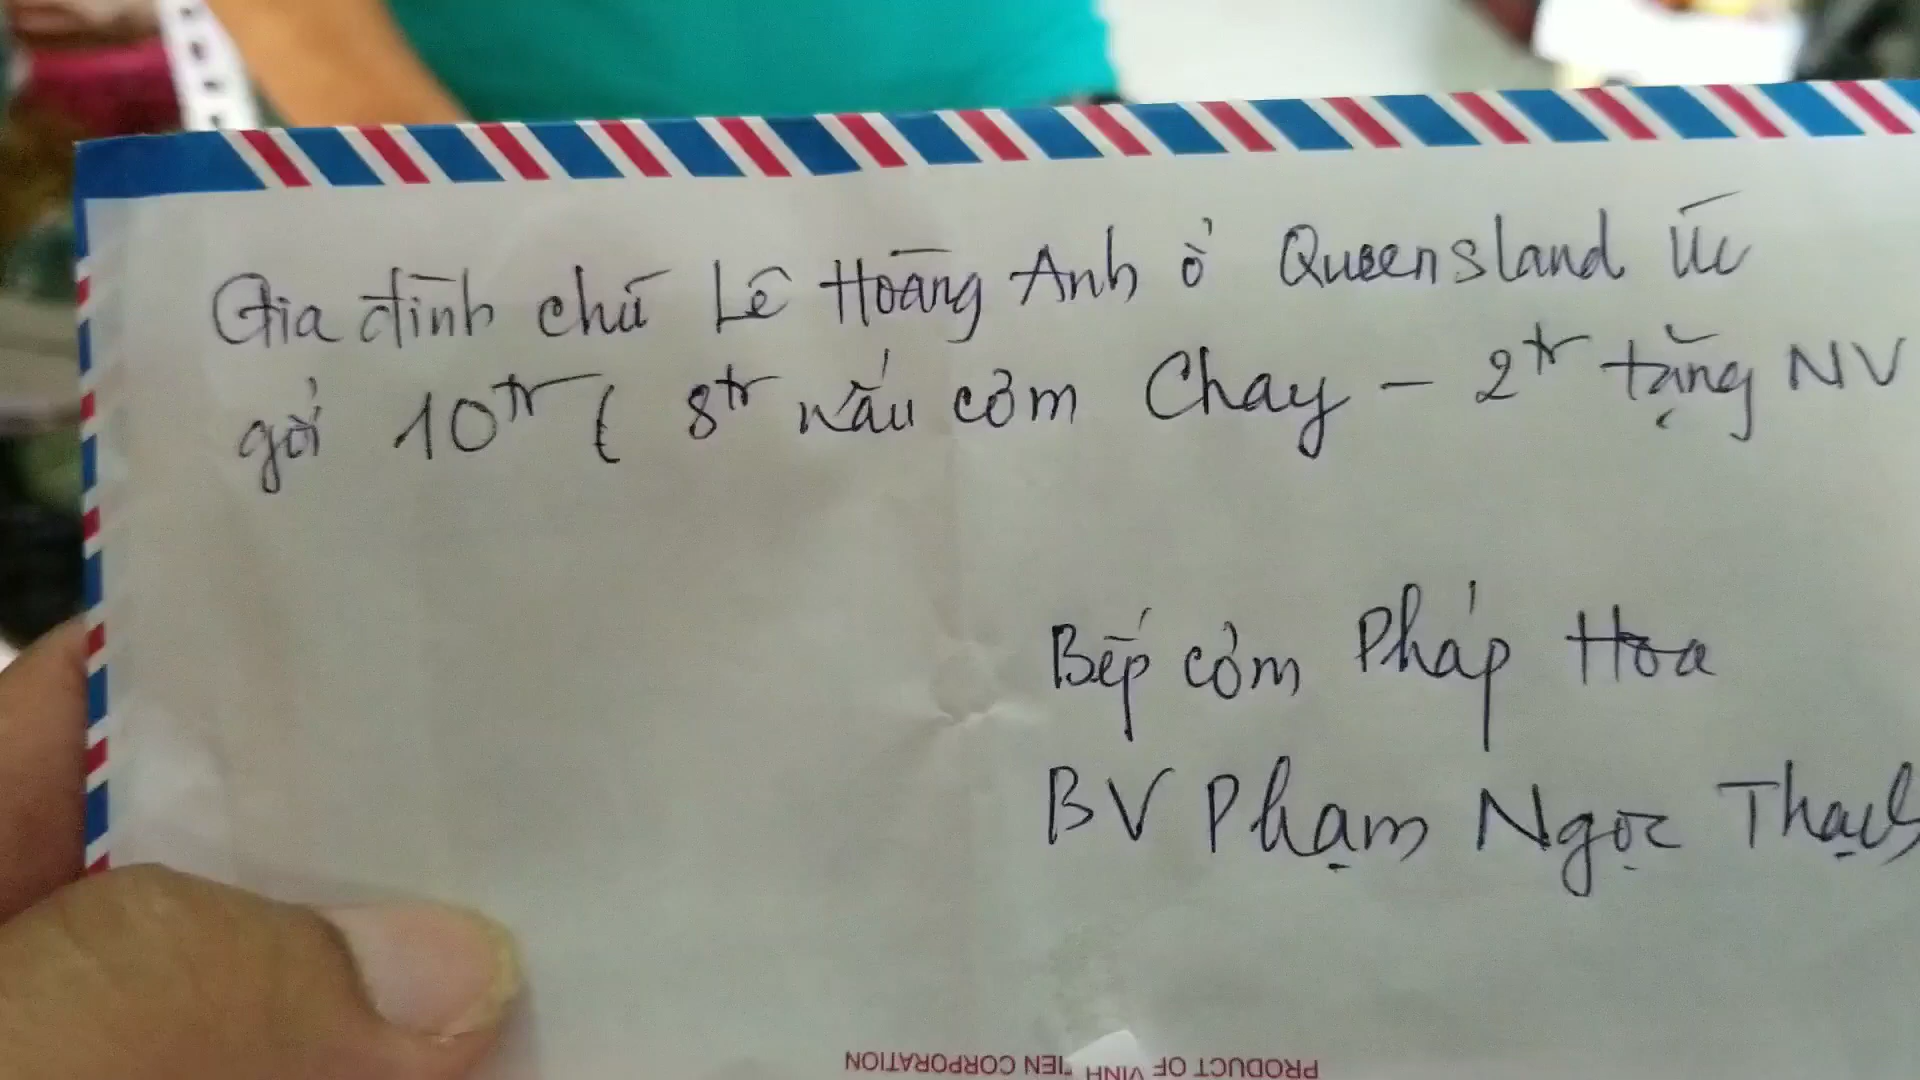 Gia đình chú Lê Hoàng Anh ở Queensland Úc
gởi 10tr ( 8tr nấu cơm Chay - 2tr tặng NV
Bếp cơm Pháp Hoa
BV Phạm Ngọc Thạch
PRODUCT OF VINH TIEN CORPORATION